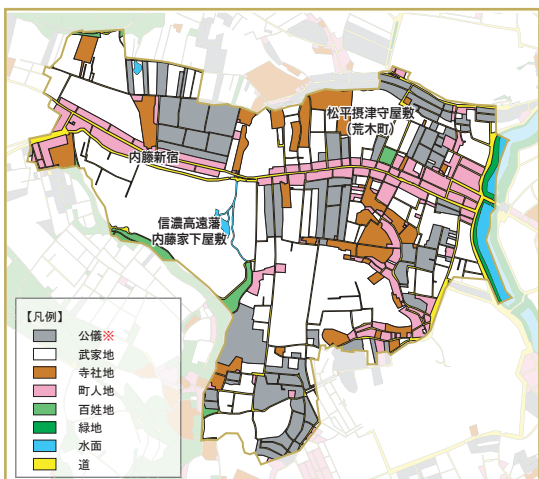 松平摂津守屋敷
(荒木町)
内藤新宿
信濃高遠藩
内藤家下屋敷
【凡例】
公儀※
武家地
寺社地
町人地
百姓地
緑地
水面
道